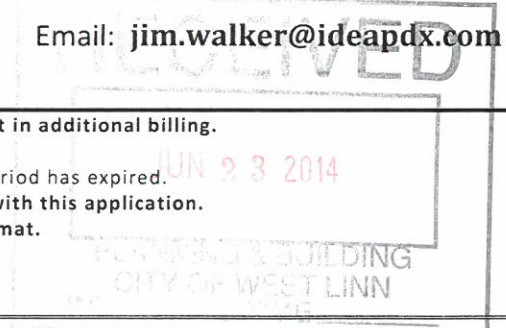 RECEIVED
Email: jim.walker@ideapdx.com
t in additional billing.
riod has expired.
JUN 23 2014
with this application.
mat.
PLANNING & BUILDING
CITY OF WEST LINN